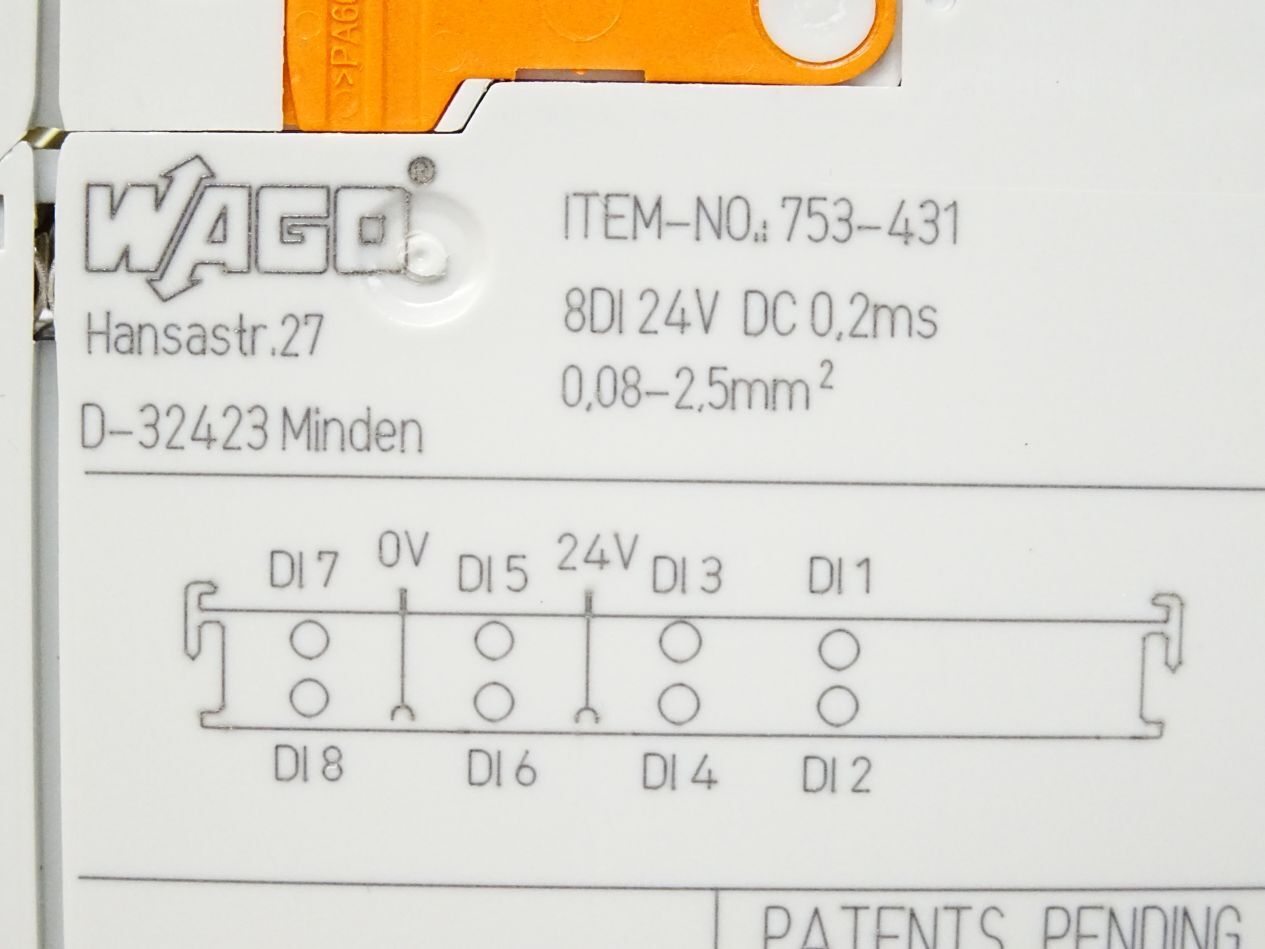 >PA66
WAGO®
Hansastr.27
D-32423 Minden
ITEM-NO.: 753-431
8DI 24V DC 0,2ms
0,08-2,5mm²
DI 7 0V DI 5 24V DI 3 DI 1
DI 8 DI 6 DI 4 DI 2
PATENTS PENDING